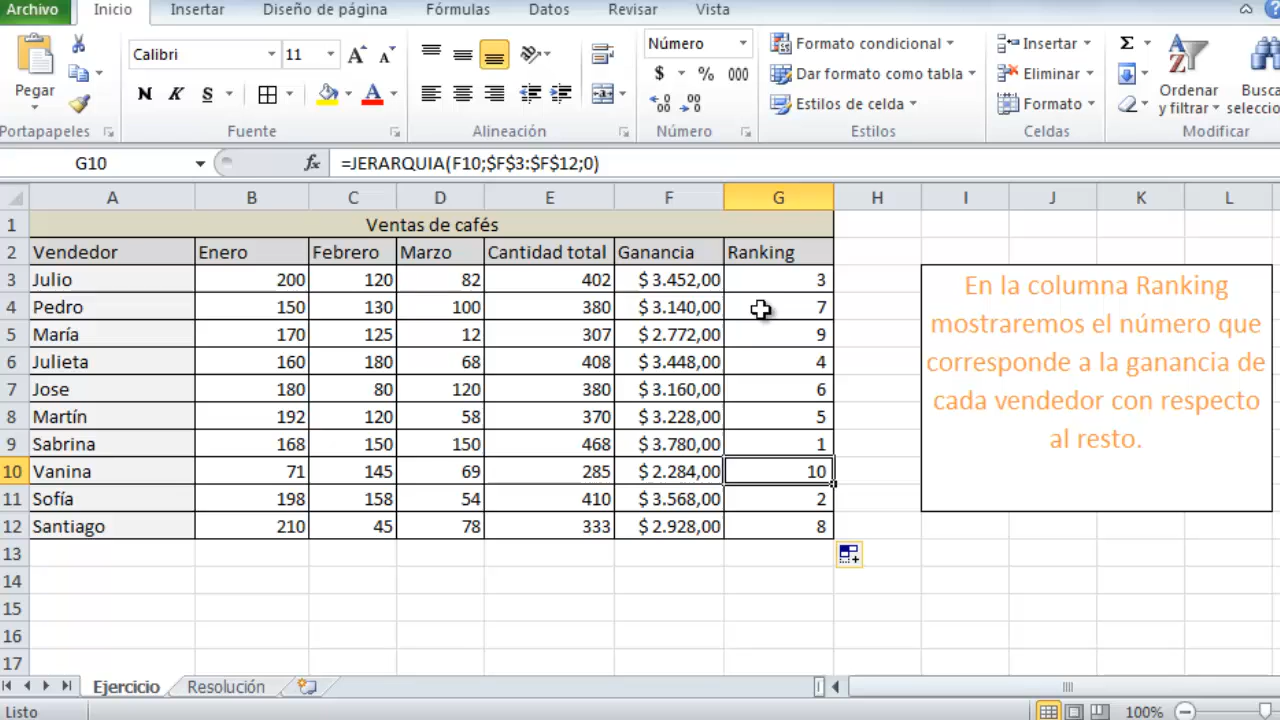 Archivo Inicio Insertar Diseño de página Fórmulas Datos Revisar Vista
Calibri 11 A A Número Formato condicional Insertar Σ
Pegar $ % 000 Dar formato como tabla Eliminar Ordenar
N K S A Estilos de celda Formato y filtrar
Portapapeles Fuente Alineación Número Estilos Celdas Modificar
G10 fx =JERARQUIA(F10;$F$3:$F$12;0)
A B C D E F G H I J K L
1 Ventas de cafés
2 Vendedor Enero Febrero Marzo Cantidad total Ganancia Ranking
3 Julio 200 120 82 402 $ 3.452,00 3
4 Pedro 150 130 100 380 $ 3.140,00 7
5 María 170 125 12 307 $ 2.772,00 9
6 Julieta 160 180 68 408 $ 3.448,00 4
7 Jose 180 80 120 380 $ 3.160,00 6
8 Martín 192 120 58 370 $ 3.228,00 5
9 Sabrina 168 150 150 468 $ 3.780,00 1
10 Vanina 71 145 69 285 $ 2.284,00 10
11 Sofía 198 158 54 410 $ 3.568,00 2
12 Santiago 210 45 78 333 $ 2.928,00 8
13
14
15
16
17
En la columna Ranking
mostraremos el número que
corresponde a la ganancia de
cada vendedor con respecto
al resto.
Ejercicio Resolución
Listo 100%